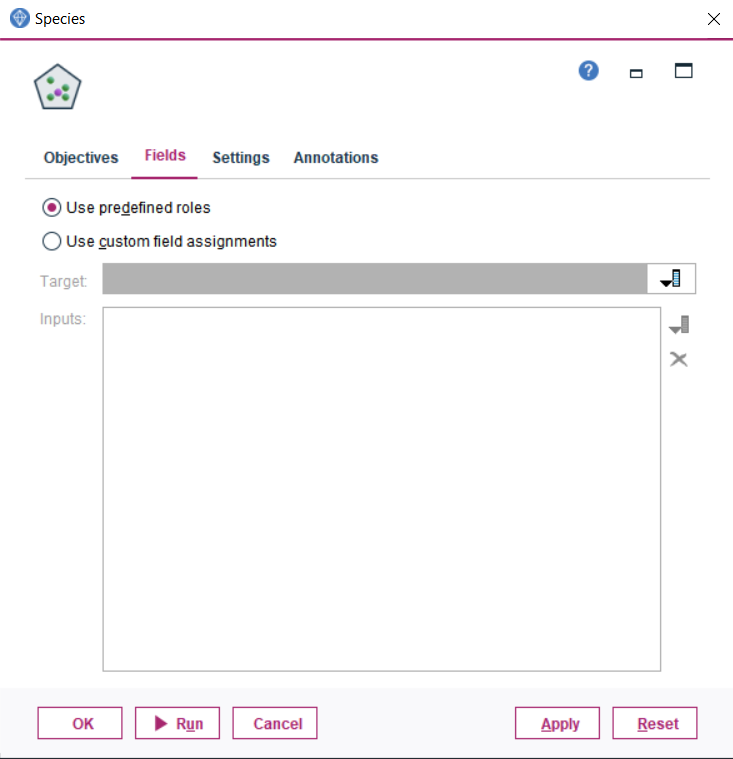 Species
?
Objectives Fields Settings Annotations
Use predefined roles
Use custom field assignments
Target:
Inputs:
OK Run Cancel Apply Reset